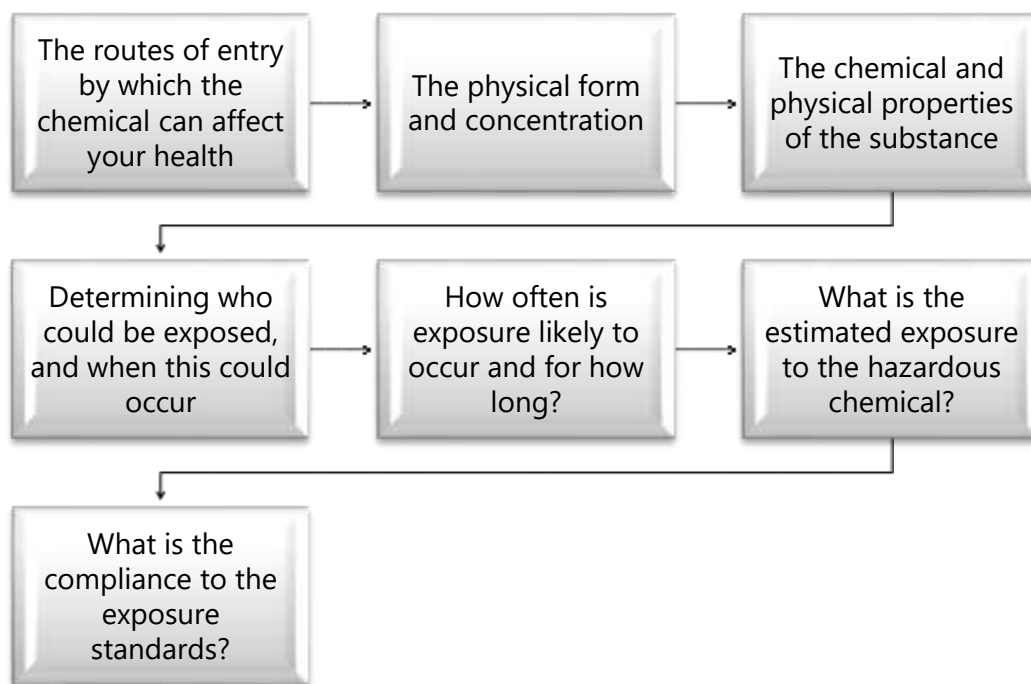 The routes of entry
by which the
chemical can affect
your health
The physical form
and concentration
The chemical and
physical properties
of the substance
Determining who
could be exposed,
and when this could
occur
How often is
exposure likely to
occur and for how
long?
What is the
estimated exposure
to the hazardous
chemical?
What is the
compliance to the
exposure
standards?